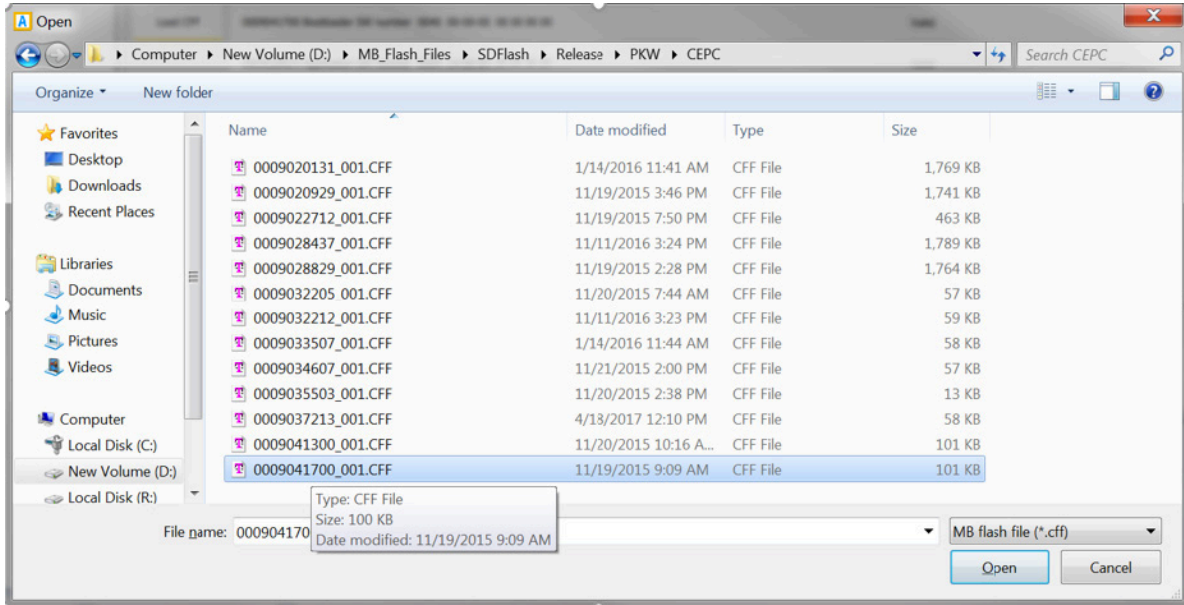 A Open
Computer ▸ New Volume (D:) ▸ MB_Flash_Files ▸ SDFlash ▸ Release ▸ PKW ▸ CEPC
Search CEPC
Organize New folder
Favorites
Desktop
Downloads
Recent Places
Libraries
Documents
Music
Pictures
Videos
Computer
Local Disk (C:)
New Volume (D:)
Local Disk (R:)
Name Date modified Type Size
0009020131_001.CFF 1/14/2016 11:41 AM CFF File 1,769 KB
0009020929_001.CFF 11/19/2015 3:46 PM CFF File 1,741 KB
0009022712_001.CFF 11/19/2015 7:50 PM CFF File 463 KB
0009028437_001.CFF 11/11/2016 3:24 PM CFF File 1,789 KB
0009028829_001.CFF 11/19/2015 2:28 PM CFF File 1,764 KB
0009032205_001.CFF 11/20/2015 7:44 AM CFF File 57 KB
0009032212_001.CFF 11/11/2016 3:23 PM CFF File 59 KB
0009033507_001.CFF 1/14/2016 11:44 AM CFF File 58 KB
0009034607_001.CFF 11/21/2015 2:00 PM CFF File 57 KB
0009035503_001.CFF 11/20/2015 2:38 PM CFF File 13 KB
0009037213_001.CFF 4/18/2017 12:10 PM CFF File 58 KB
0009041300_001.CFF 11/20/2015 10:16 A... CFF File 101 KB
0009041700_001.CFF 11/19/2015 9:09 AM CFF File 101 KB
Type: CFF File
Size: 100 KB
Date modified: 11/19/2015 9:09 AM
File name: 000904170
MB flash file (*.cff)
Open Cancel